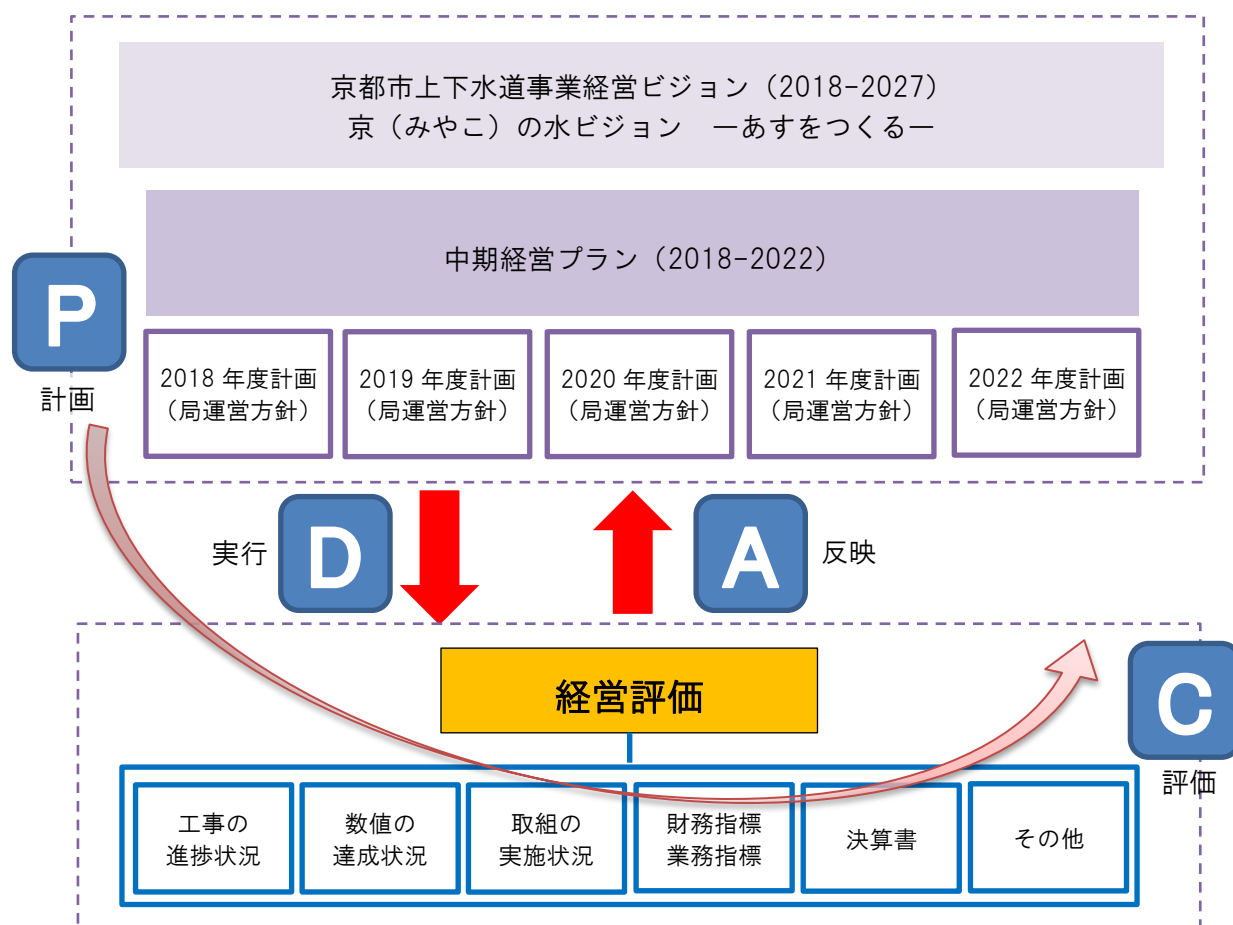 京都市上下水道事業経営ビジョン（2018-2027）
京（みやこ）の水ビジョン　―あすをつくる―
中期経営プラン（2018-2022）
P
計画
2018 年度計画
（局運営方針）
2019 年度計画
（局運営方針）
2020 年度計画
（局運営方針）
2021 年度計画
（局運営方針）
2022 年度計画
（局運営方針）
実行
D
A
反映
経営評価
C
評価
工事の
進捗状況
数値の
達成状況
取組の
実施状況
財務指標
業務指標
決算書
その他